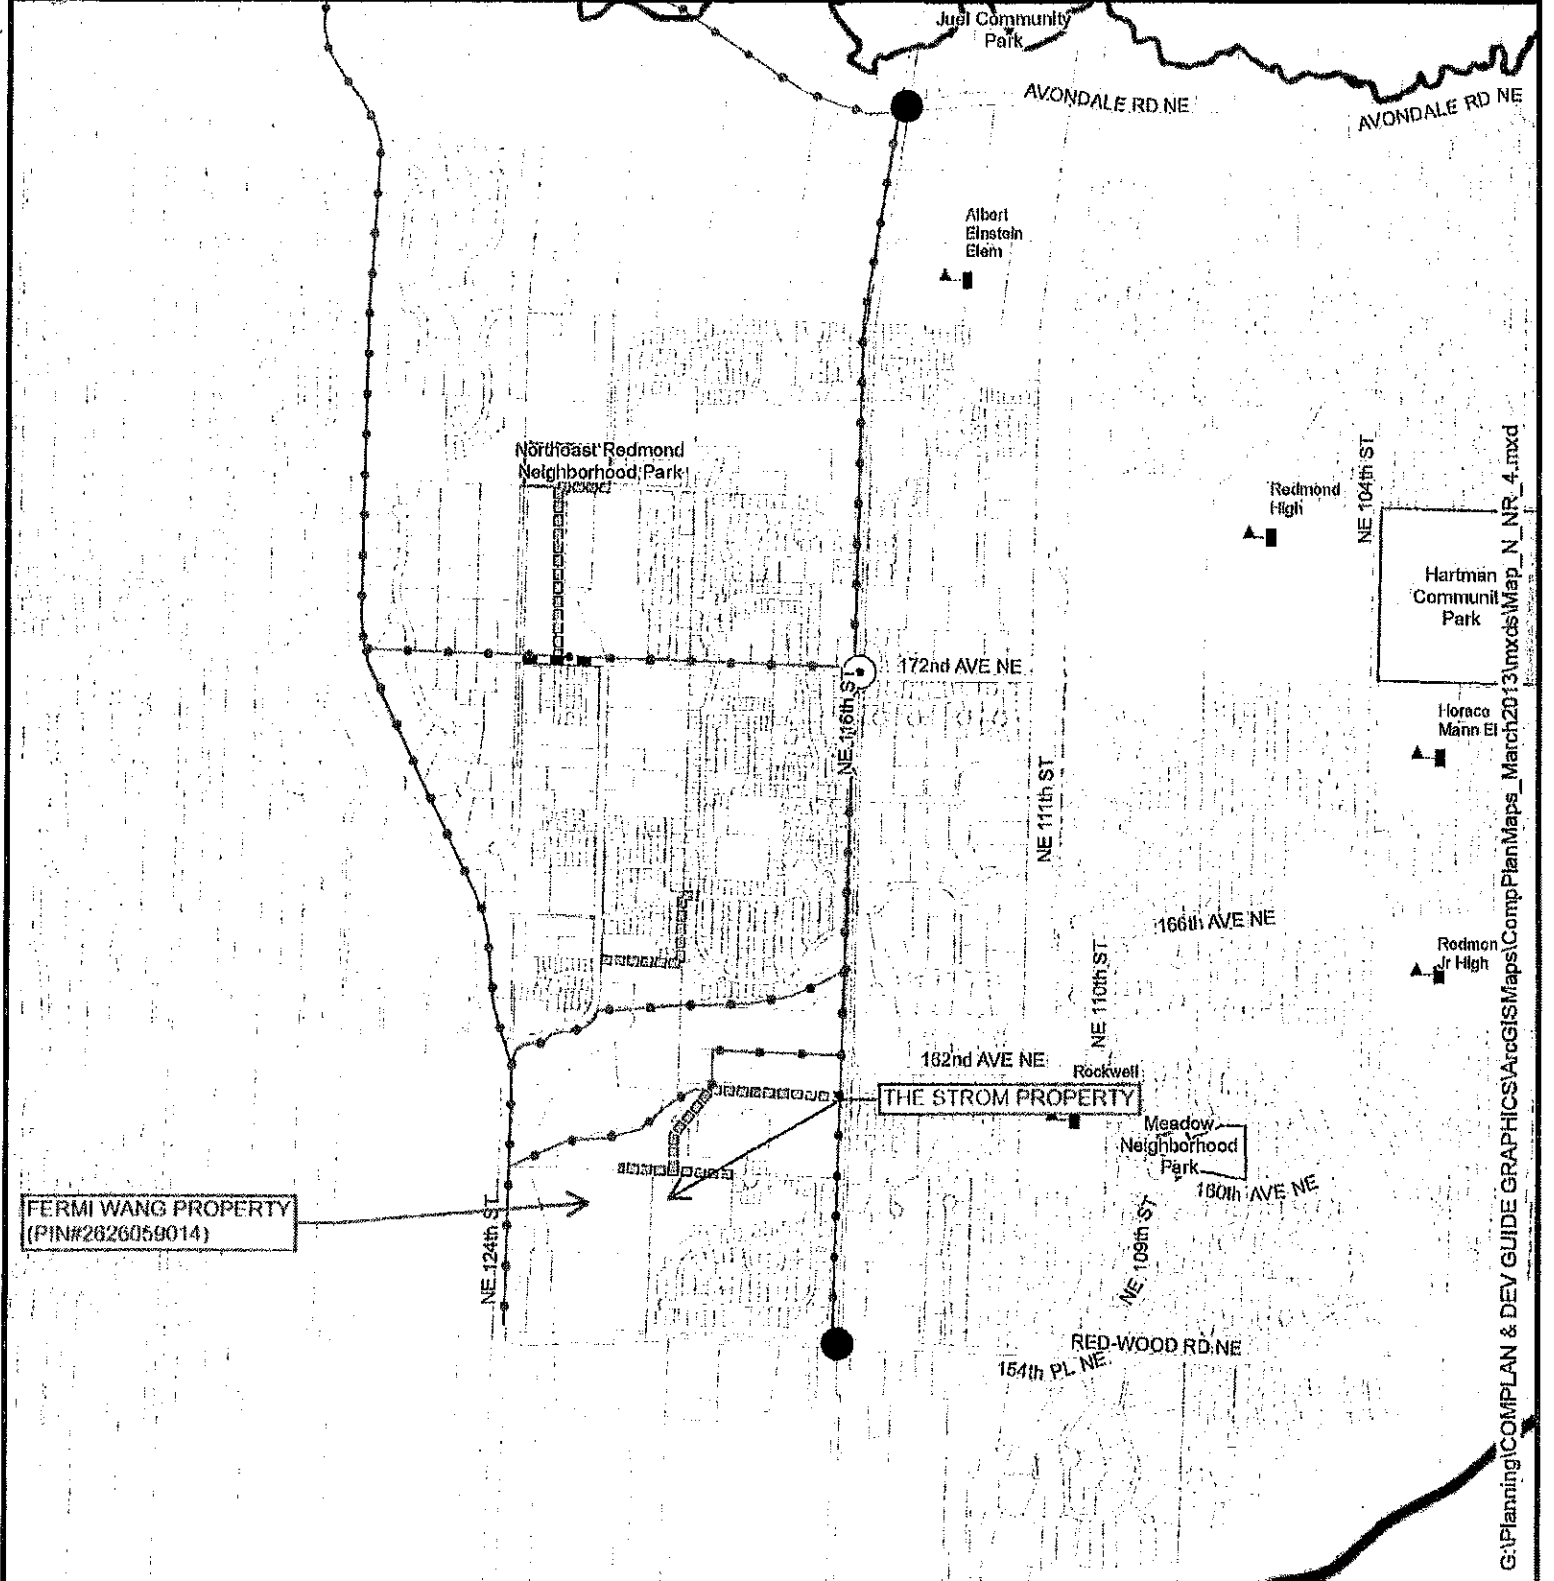 Juel Community
Park
AVONDALE RD NE
AVONDALE RD NE
Albert
Einstein
Elem
Northeast Redmond
Neighborhood Park
Redmond
High
NE 104th ST
Hartman
Communit
Park
172nd AVE NE
NE 116th ST
Horace
Mann El
NE 111th ST
166th AVE NE
Redmon
Jr High
NE 110th ST
162nd AVE NE
Rockwell
THE STROM PROPERTY
Meadow
Neighborhood
Park
160th AVE NE
FERMI WANG PROPERTY
(PIN#2626059014)
NE 124th ST
NE 109th ST
RED-WOOD RD NE
154th PL NE
G:\Planning\COMPLAN & DEV GUIDE GRAPHICS\ArcGISMaps\CompPlanMaps_March2013\mxds\Map_N_NR_4.mxd